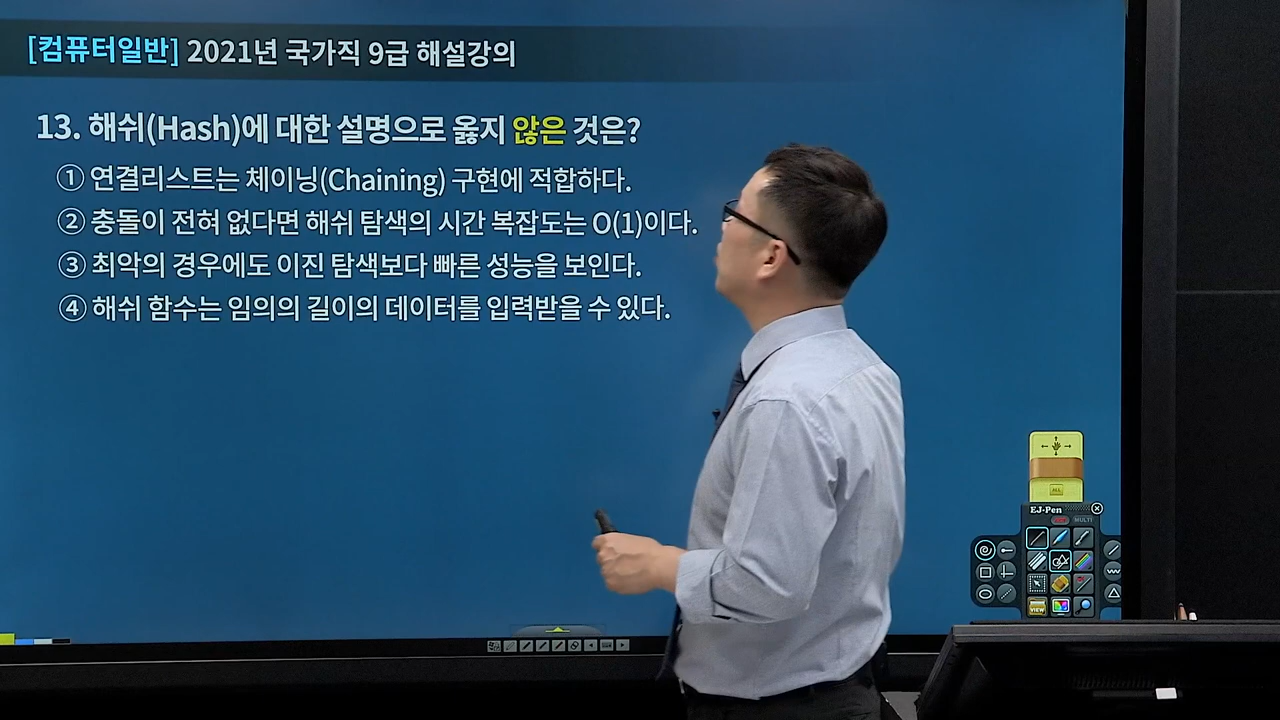 [컴퓨터일반] 2021년 국가직 9급 해설강의
13. 해쉬(Hash)에 대한 설명으로 옳지 않은 것은?
① 연결리스트는 체이닝(Chaining) 구현에 적합하다.
② 충돌이 전혀 없다면 해쉬 탐색의 시간 복잡도는 O(1)이다.
③ 최악의 경우에도 이진 탐색보다 빠른 성능을 보인다.
④ 해쉬 함수는 임의의 길이의 데이터를 입력받을 수 있다.
EJ-Pen
MULTI
VIEW